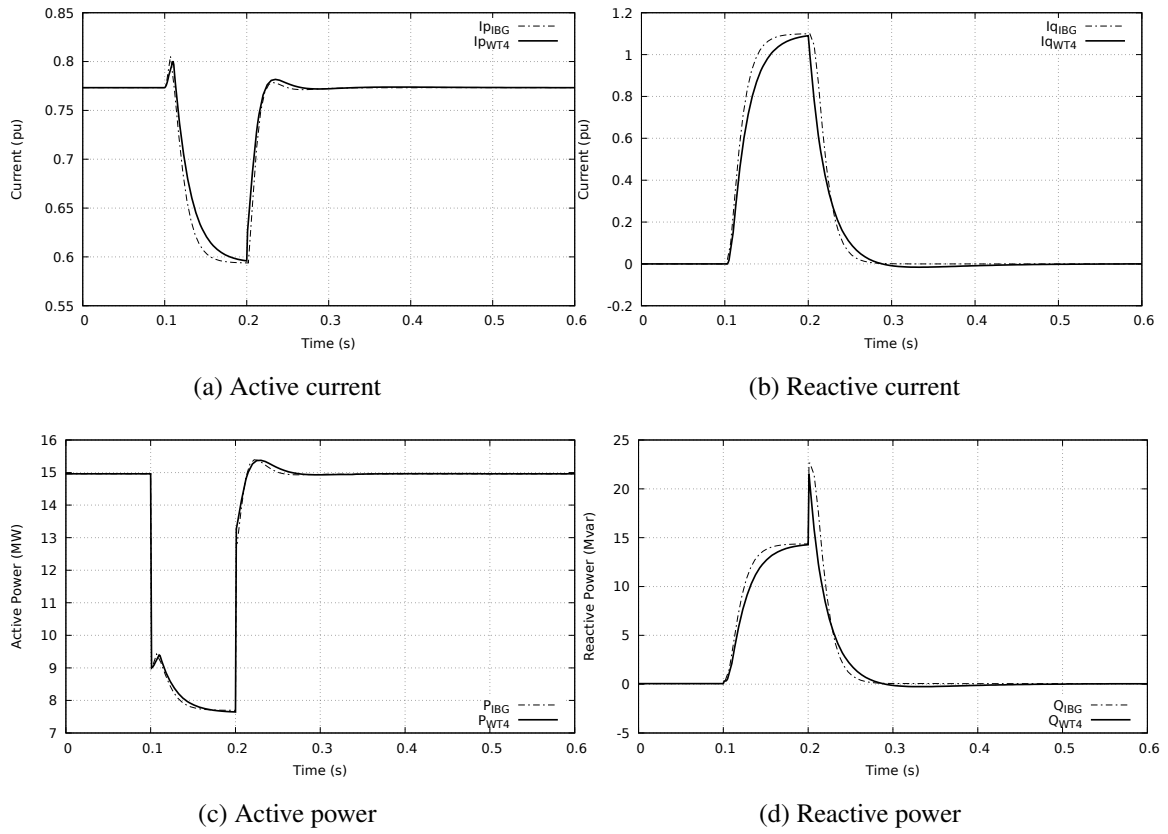 Ip_IBG
Ip_WT4
0.8
0.75
0.7
0.65
0.6
0.55
Current (pu)
0 0.1 0.2 0.3 0.4 0.5 0.6
Time (s)
(a) Active current
Iq_IBG
Iq_WT4
1.2
1
0.8
0.6
0.4
0.2
0
-0.2
Current (pu)
0 0.1 0.2 0.3 0.4 0.5 0.6
Time (s)
(b) Reactive current
16
15
14
13
12
11
10
9
8
7
Active Power (MW)
P_IBG
P_WT4
0 0.1 0.2 0.3 0.4 0.5 0.6
Time (s)
(c) Active power
25
20
15
10
5
0
-5
Reactive Power (Mvar)
Q_IBG
Q_WT4
0 0.1 0.2 0.3 0.4 0.5 0.6
Time (s)
(d) Reactive power